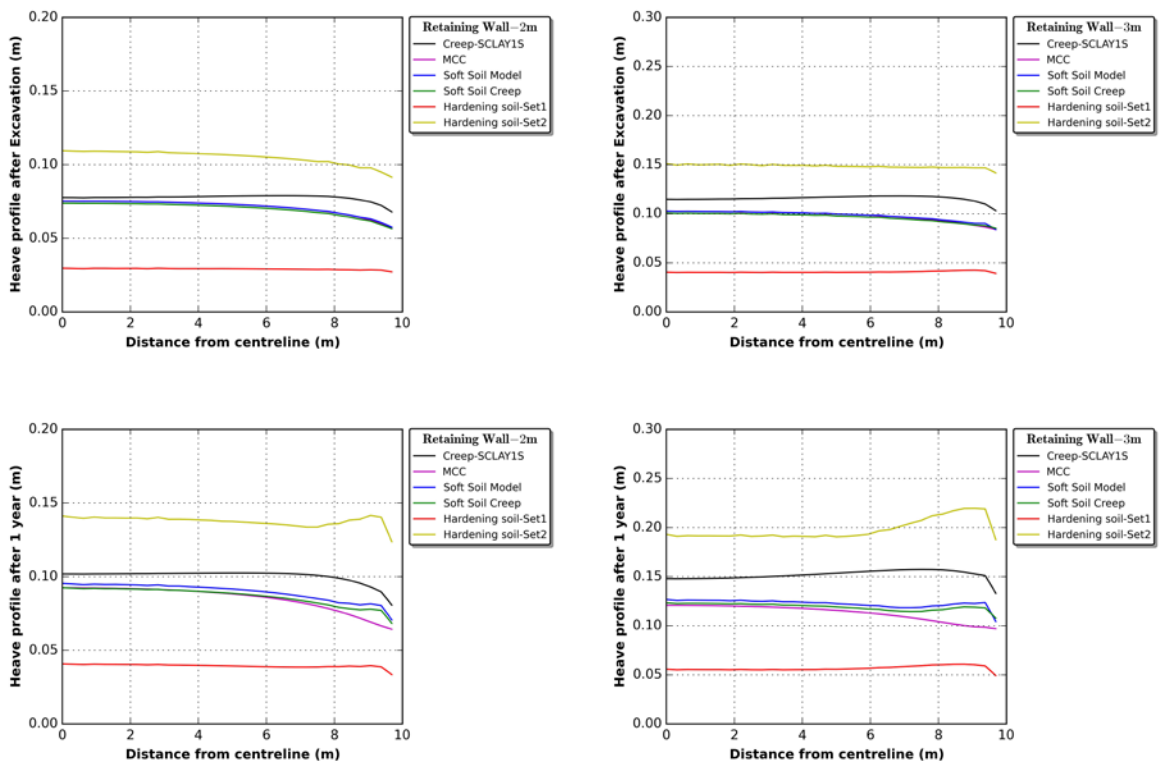 Heave profile after Excavation (m)
0.20
0.15
0.10
0.05
0.00
0 2 4 6 8 10
Distance from centreline (m)
Retaining Wall–2m
Creep-SCLAY1S
MCC
Soft Soil Model
Soft Soil Creep
Hardening soil-Set1
Hardening soil-Set2
Heave profile after Excavation (m)
0.30
0.25
0.20
0.15
0.10
0.05
0.00
0 2 4 6 8 10
Distance from centreline (m)
Retaining Wall–3m
Creep-SCLAY1S
MCC
Soft Soil Model
Soft Soil Creep
Hardening soil-Set1
Hardening soil-Set2
Heave profile after 1 year (m)
0.20
0.15
0.10
0.05
0.00
0 2 4 6 8 10
Distance from centreline (m)
Retaining Wall–2m
Creep-SCLAY1S
MCC
Soft Soil Model
Soft Soil Creep
Hardening soil-Set1
Hardening soil-Set2
Heave profile after 1 year (m)
0.30
0.25
0.20
0.15
0.10
0.05
0.00
0 2 4 6 8 10
Distance from centreline (m)
Retaining Wall–3m
Creep-SCLAY1S
MCC
Soft Soil Model
Soft Soil Creep
Hardening soil-Set1
Hardening soil-Set2